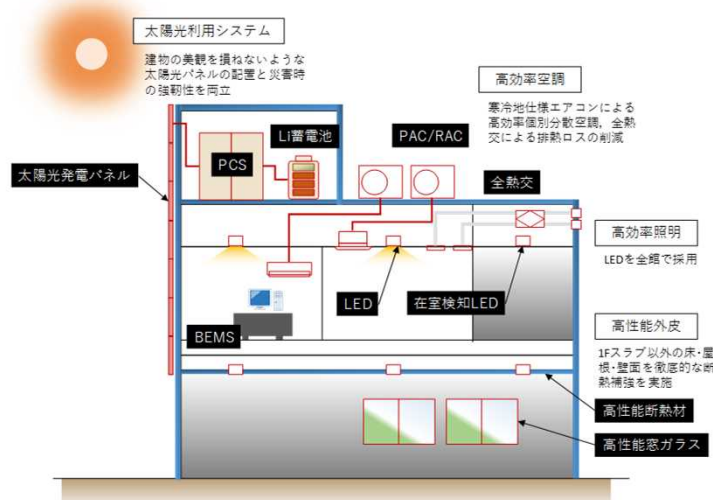 太陽光利用システム
建物の美観を損ねないような
太陽光パネルの配置と災害時
の強靭性を両立
高効率空調
寒冷地仕様エアコンによる
高効率個別分散空調，全熱
交による排熱ロスの削減
Li蓄電池
PAC/RAC
PCS
太陽光発電パネル
全熱交
高効率照明
LEDを全館で採用
LED
在室検知LED
高性能外皮
BEMS
1Fスラブ以外の床・屋
根・壁面を徹底的な断
熱補強を実施
高性能断熱材
高性能窓ガラス